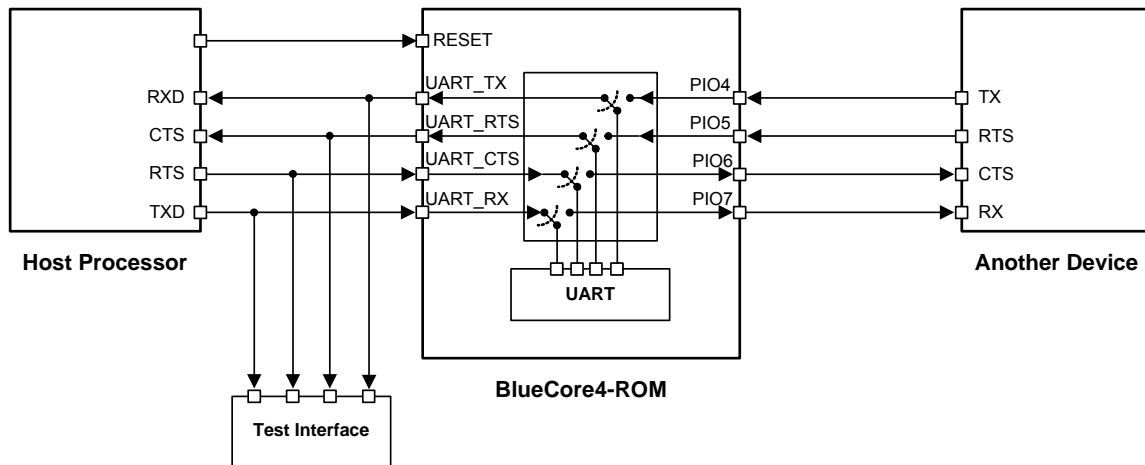 RESET
UART_TX
PIO4
RXD
TX
UART_RTS
PIO5
CTS
RTS
UART_CTS
PIO6
RTS
CTS
UART_RX
PIO7
TXD
RX
Host Processor
Another Device
UART
BlueCore4-ROM
Test Interface